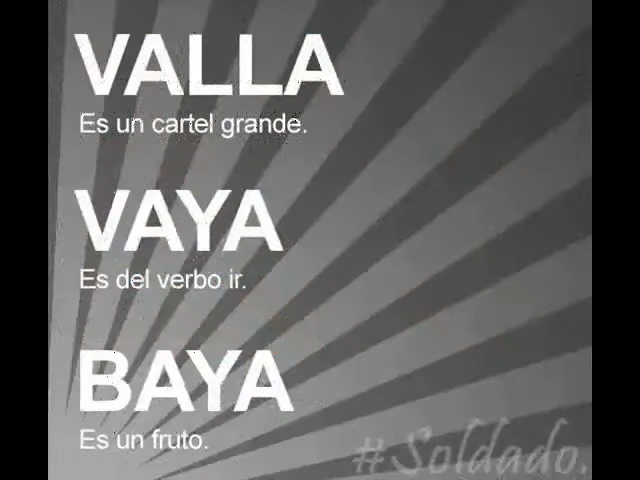 VALLA
Es un cartel grande.
VAYA
Es del verbo ir.
BAYA
Es un fruto.
#Soldado.